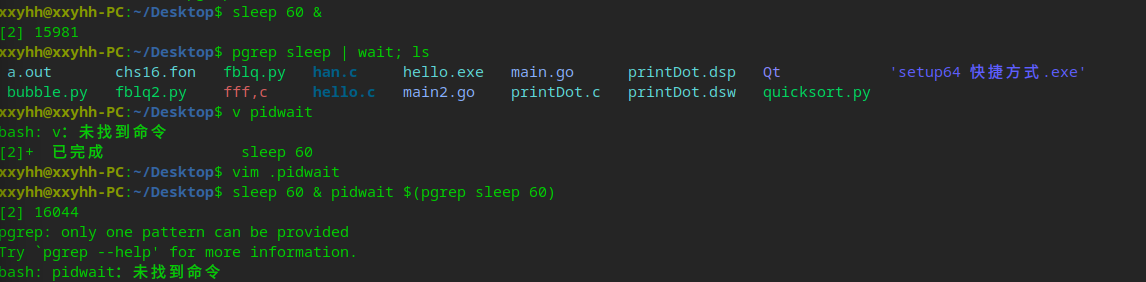 xxyhh@xxyhh-PC:~/Desktop$ sleep 60 &
[2] 15981
xxyhh@xxyhh-PC:~/Desktop$ pgrep sleep | wait; ls
a.out chs16.fon fblq.py han.c hello.exe main.go printDot.dsp Qt 'setup64 快捷方式.exe'
bubble.py fblq2.py fff,c hello.c main2.go printDot.c printDot.dsw quicksort.py
xxyhh@xxyhh-PC:~/Desktop$ v pidwait
bash: v：未找到命令
[2]+ 已完成 sleep 60
xxyhh@xxyhh-PC:~/Desktop$ vim .pidwait
xxyhh@xxyhh-PC:~/Desktop$ sleep 60 & pidwait $(pgrep sleep 60)
[2] 16044
pgrep: only one pattern can be provided
Try `pgrep --help' for more information.
bash: pidwait：未找到命令